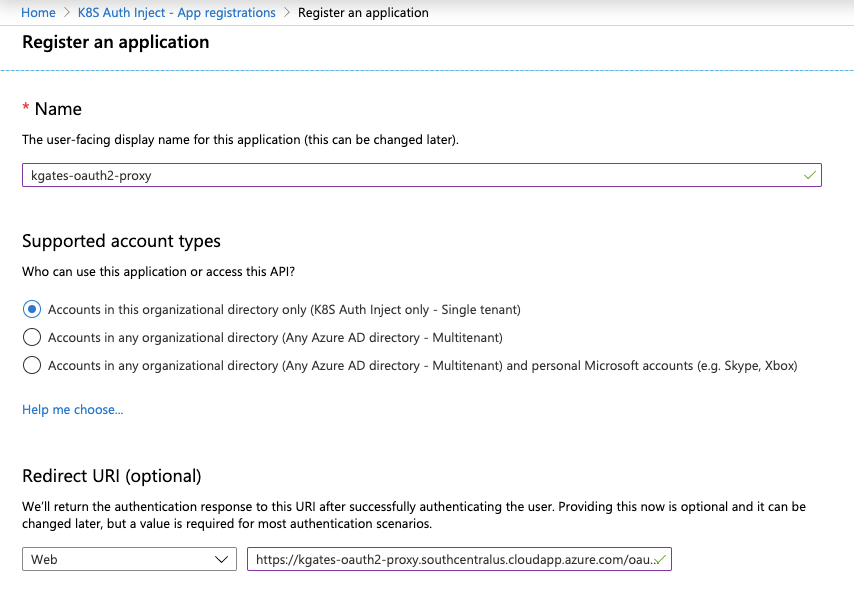 Home > K8S Auth Inject - App registrations > Register an application
Register an application
* Name
The user-facing display name for this application (this can be changed later).
kgates-oauth2-proxy
Supported account types
Who can use this application or access this API?
Accounts in this organizational directory only (K8S Auth Inject only - Single tenant)
Accounts in any organizational directory (Any Azure AD directory - Multitenant)
Accounts in any organizational directory (Any Azure AD directory - Multitenant) and personal Microsoft accounts (e.g. Skype, Xbox)
Help me choose...
Redirect URI (optional)
We'll return the authentication response to this URI after successfully authenticating the user. Providing this now is optional and it can be
changed later, but a value is required for most authentication scenarios.
Web
https://kgates-oauth2-proxy.southcentralus.cloudapp.azure.com/oau...